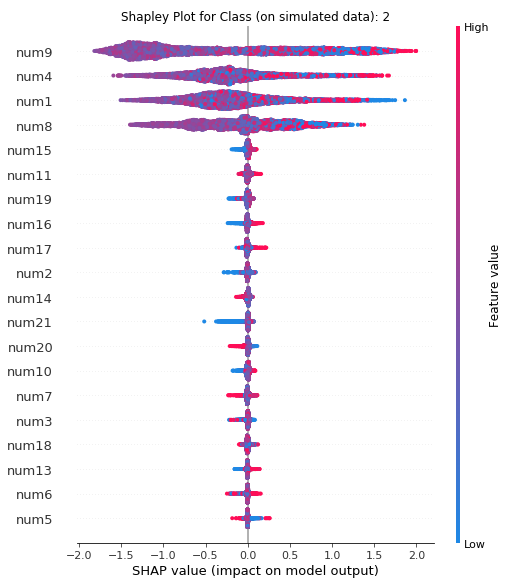 Shapley Plot for Class (on simulated data): 2
High
num9
num4
num1
num8
num15
num11
num19
num16
num17
num2
num14
num21
num20
num10
num7
num3
num18
num13
num6
num5
Feature value
Low
−2.0 −1.5 −1.0 −0.5 0.0 0.5 1.0 1.5 2.0
SHAP value (impact on model output)